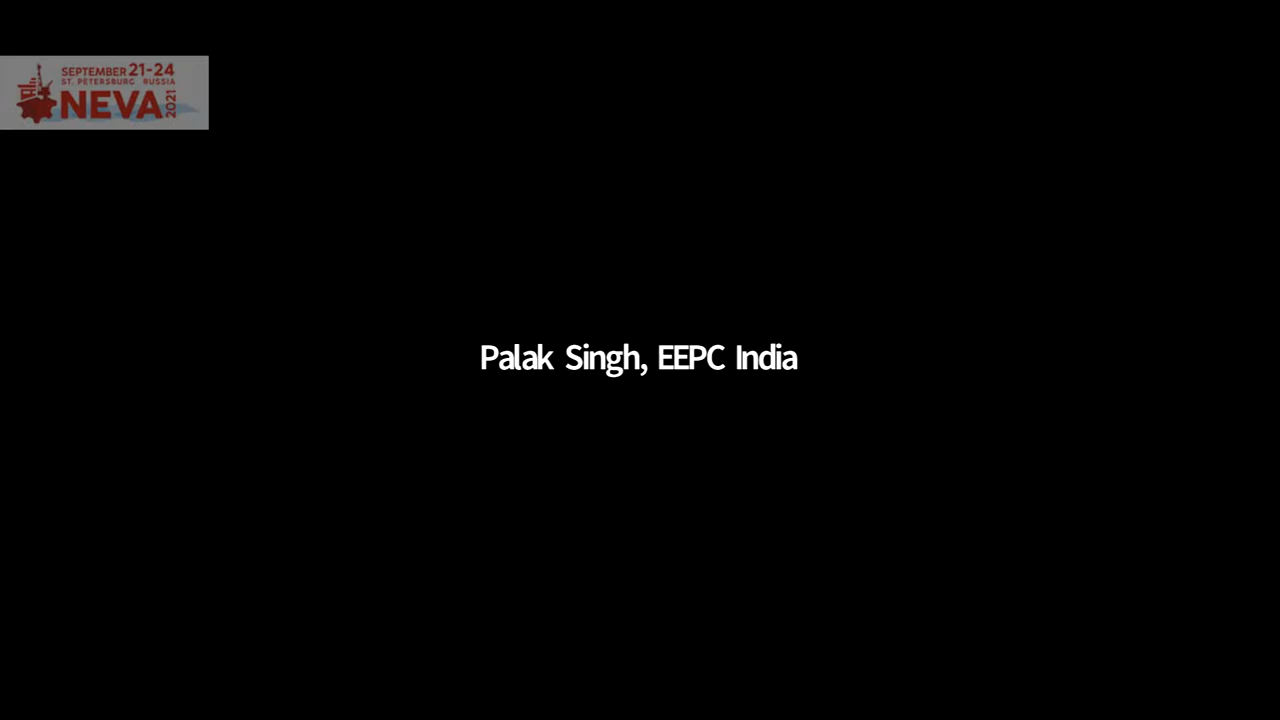 SEPTEMBER 21-24
ST. PETERSBURG RUSSIA
NEVA 2021
Palak Singh, EEPC India